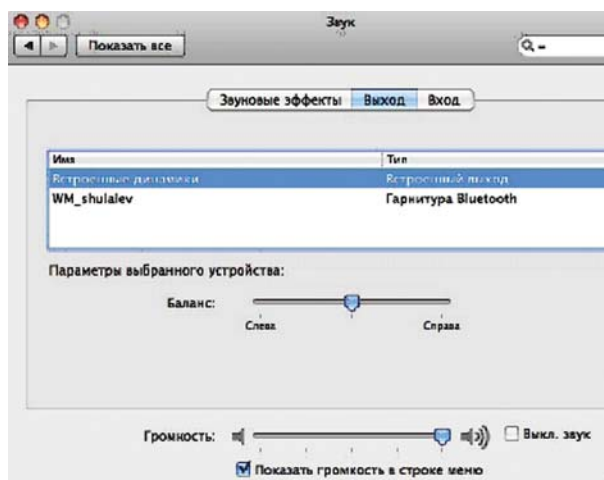 Звук
Показать все
Звуковые эффекты Выход Вход
Имя Тип
Встроенные динамики Встроенный выход
WM_shulalev Гарнитура Bluetooth
Параметры выбранного устройства:
Баланс:
Слева Справа
Громкость: Выкл. звук
Показать громкость в строке меню